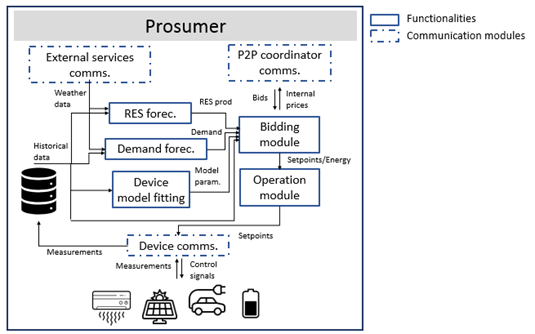 Prosumer
Functionalities
Communication modules
External services
comms.
P2P coordinator
comms.
Weather
data
Bids
Internal
prices
RES forec.
RES prod
Demand
Bidding
module
Historical
data
Demand forec.
Setpoints/Energy
Model
param.
Device
model fitting
Operation
module
Setpoints
Device comms.
Measurements
Measurements
Control
signals